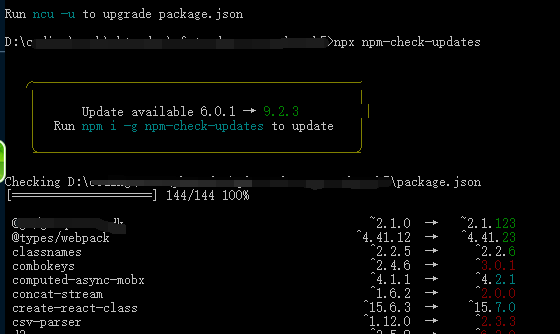 Run ncu -u to upgrade package.json
>npx npm-check-updates
Update available 6.0.1 → 9.2.3
Run npm i -g npm-check-updates to update
Checking D:\ \package.json
[====================] 144/144 100%
^2.1.0 → ^2.1.123
@types/webpack ^4.41.12 → ^4.41.23
classnames ^2.2.5 → ^2.2.6
combokeys ^2.4.6 → ^3.0.1
computed-async-mobx ^4.1.1 → ^4.2.1
concat-stream ^1.6.2 → ^2.0.0
create-react-class ^15.6.3 → ^15.7.0
csv-parser ^1.12.0 → ^2.3.3